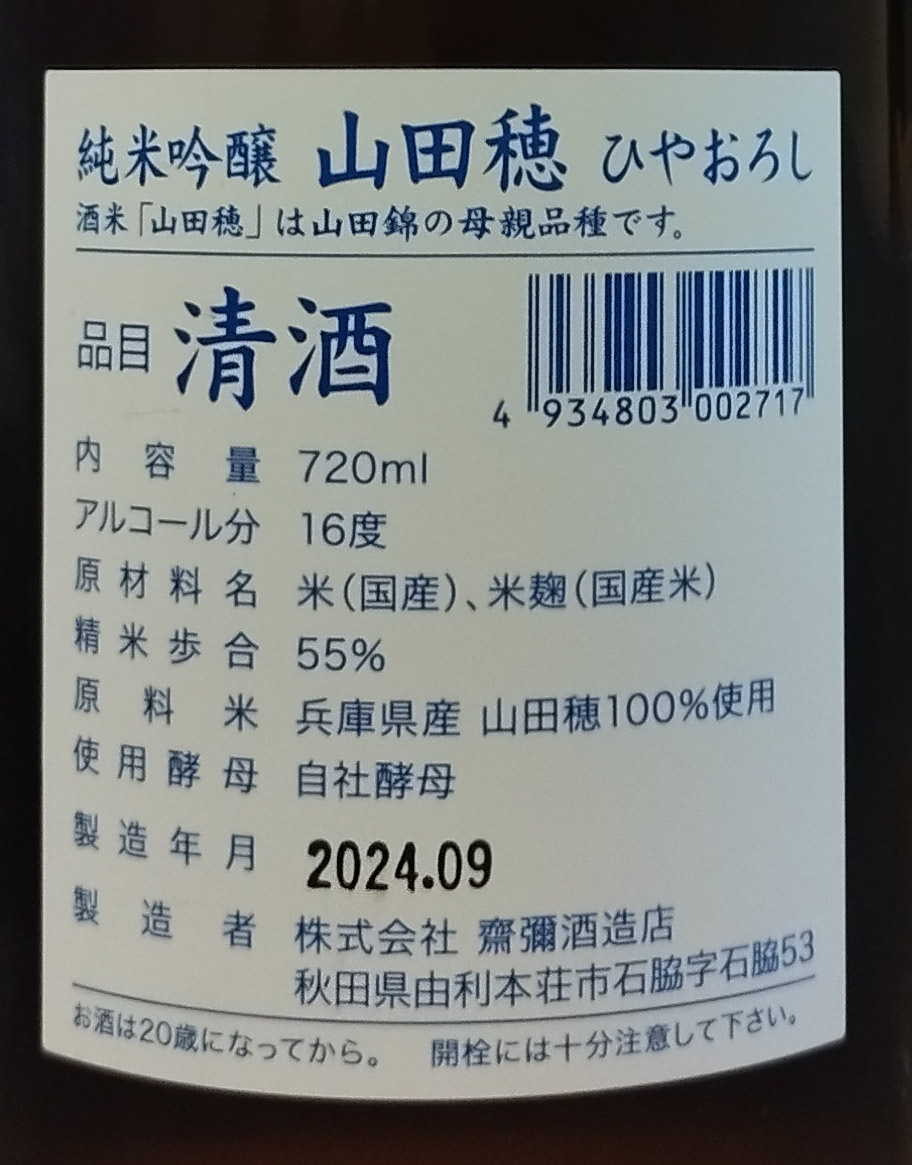 純米吟醸 山田穂 ひやおろし
酒米「山田穂」は山田錦の母親品種です。
品目 清酒
4 934803 002717
内容量 720ml
アルコール分 16度
原材料名 米(国産)、米麹(国産米)
精米歩合 55%
原料米 兵庫県産 山田穂100%使用
使用酵母 自社酵母
製造年月 2024.09
製造者 株式会社 齋彌酒造店
秋田県由利本荘市石脇字石脇53
お酒は20歳になってから。 開栓には十分注意して下さい。